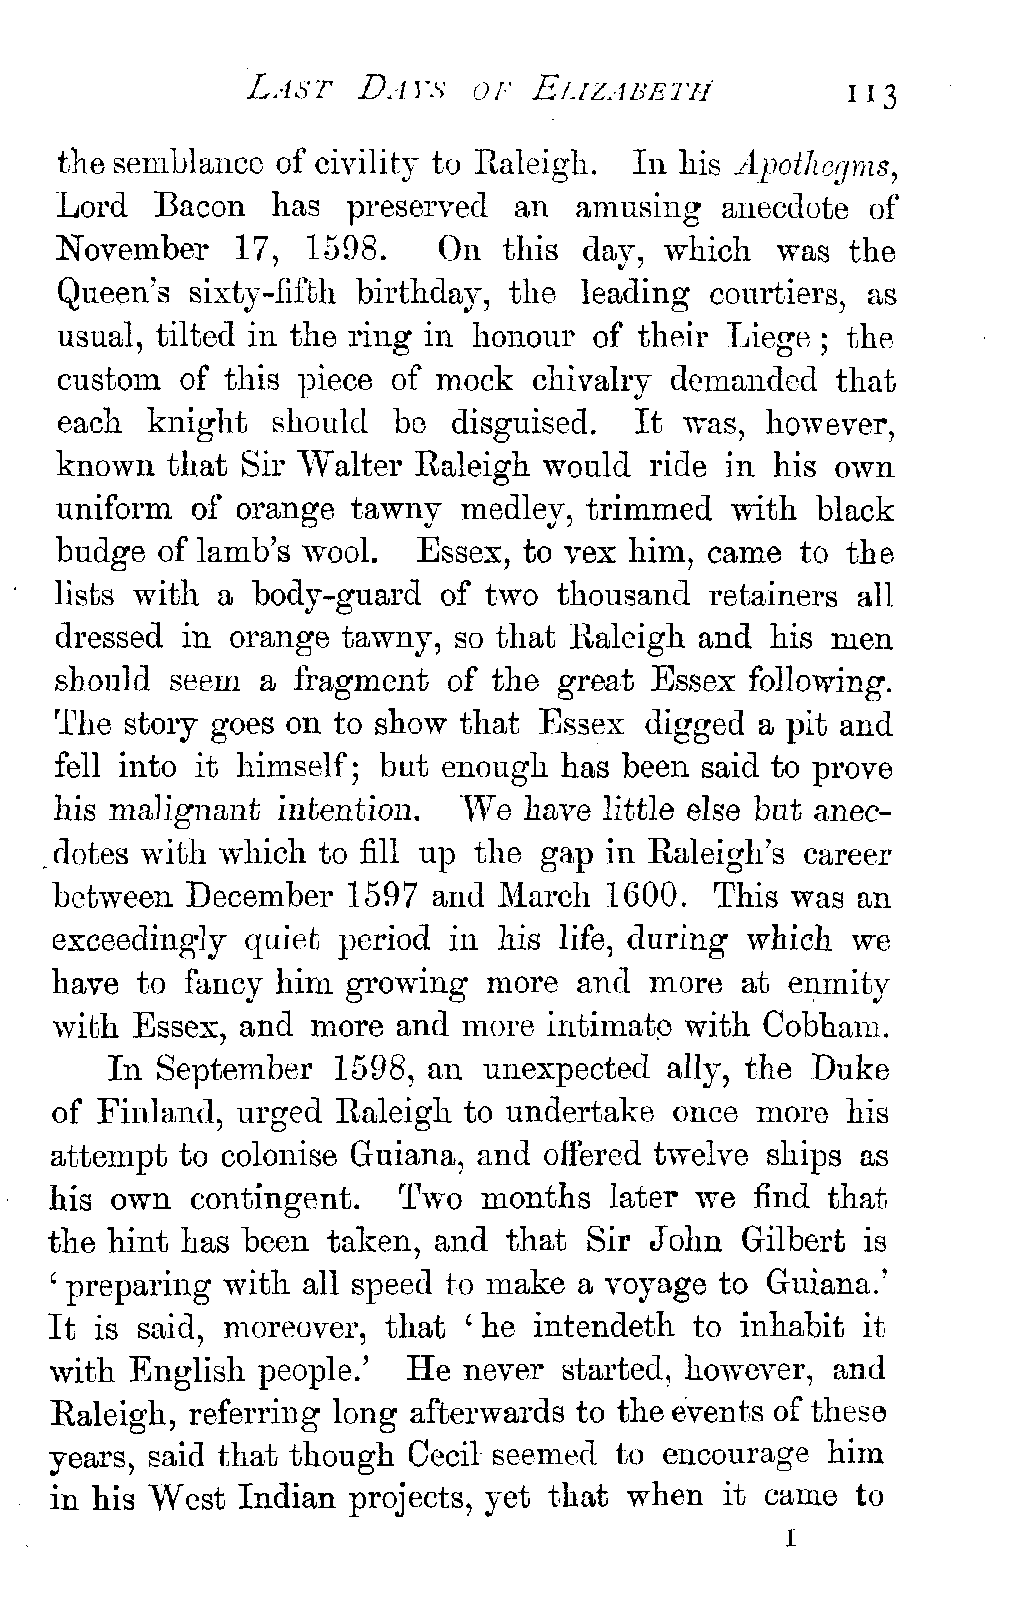 LAST DAYS OF ELIZABETH 113
the semblance of civility to Raleigh. In his Apothegms,
Lord Bacon has preserved an amusing anecdote of
November 17, 1598. On this day, which was the
Queen's sixty-fifth birthday, the leading courtiers, as
usual, tilted in the ring in honour of their Liege; the
custom of this piece of mock chivalry demanded that
each knight should be disguised. It was, however,
known that Sir Walter Raleigh would ride in his own
uniform of orange tawny medley, trimmed with black
budge of lamb's wool. Essex, to vex him, came to the
lists with a body-guard of two thousand retainers all
dressed in orange tawny, so that Raleigh and his men
should seem a fragment of the great Essex following.
The story goes on to show that Essex digged a pit and
fell into it himself; but enough has been said to prove
his malignant intention. We have little else but anec-
dotes with which to fill up the gap in Raleigh's career
between December 1597 and March 1600. This was an
exceedingly quiet period in his life, during which we
have to fancy him growing more and more at enmity
with Essex, and more and more intimate with Cobham.
In September 1598, an unexpected ally, the Duke
of Finland, urged Raleigh to undertake once more his
attempt to colonise Guiana, and offered twelve ships as
his own contingent. Two months later we find that
the hint has been taken, and that Sir John Gilbert is
'preparing with all speed to make a voyage to Guiana.'
It is said, moreover, that 'he intendeth to inhabit it
with English people.' He never started, however, and
Raleigh, referring long afterwards to the events of these
years, said that though Cecil seemed to encourage him
in his West Indian projects, yet that when it came to
I